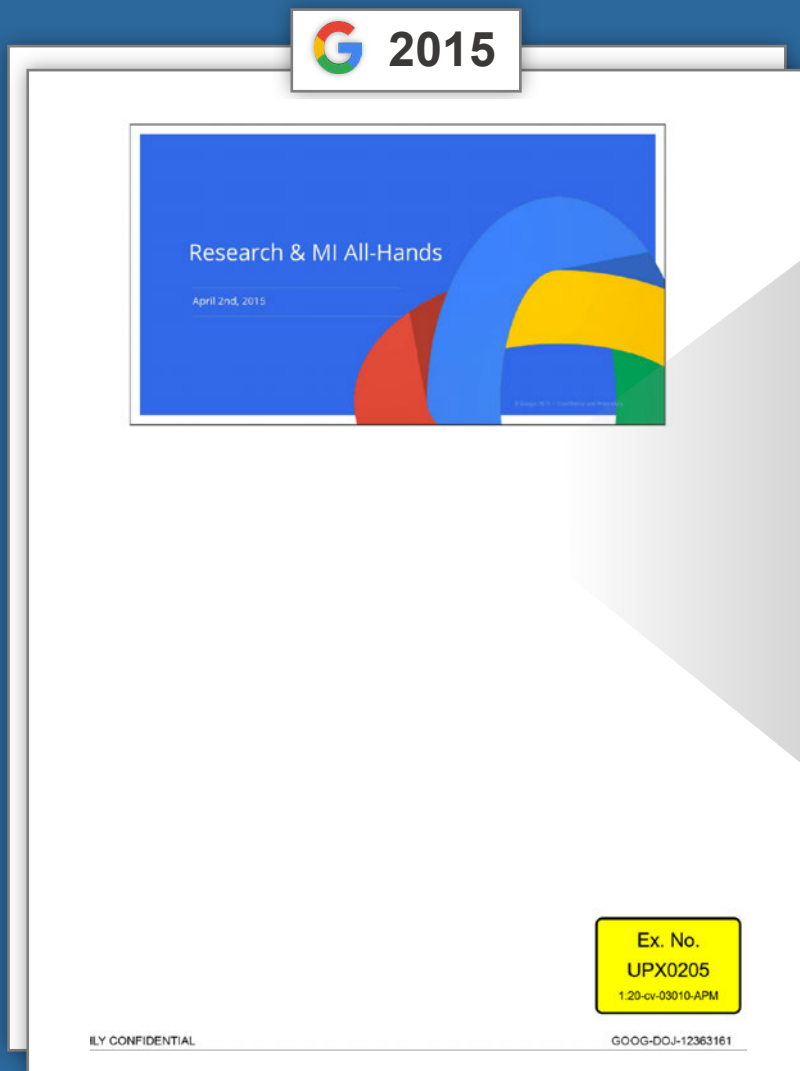 2015
Research & MI All-Hands
April 2nd, 2015
Ex. No.
UPX0205
1:20-cv-03010-APM
ILY CONFIDENTIAL
GOOG-DOJ-12363161